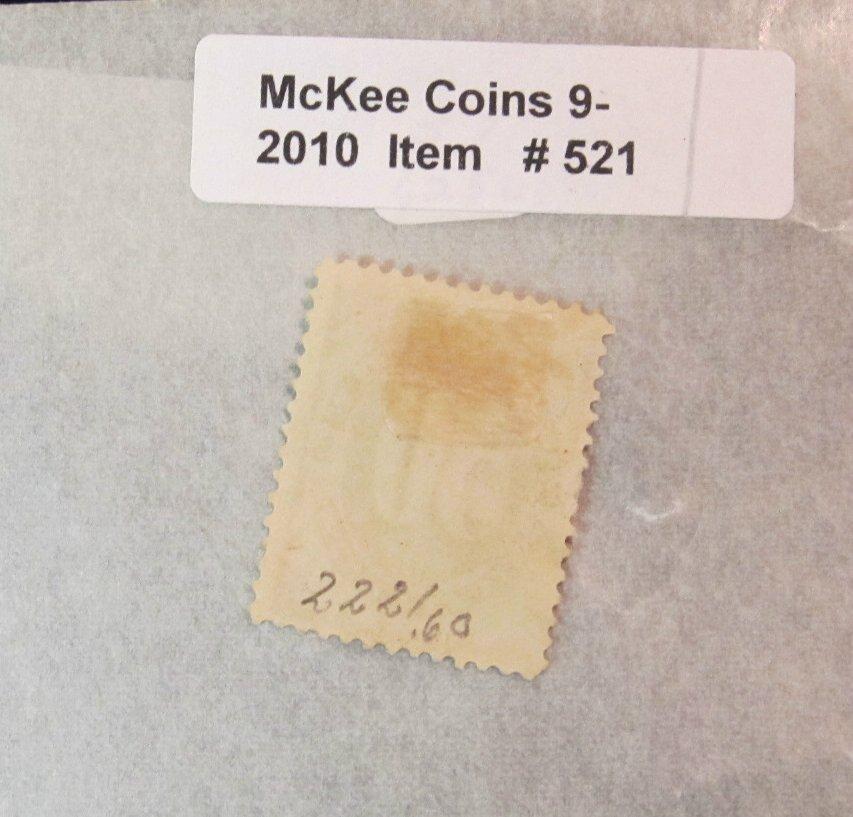 McKee Coins 9-
2010 Item # 521
222/.60